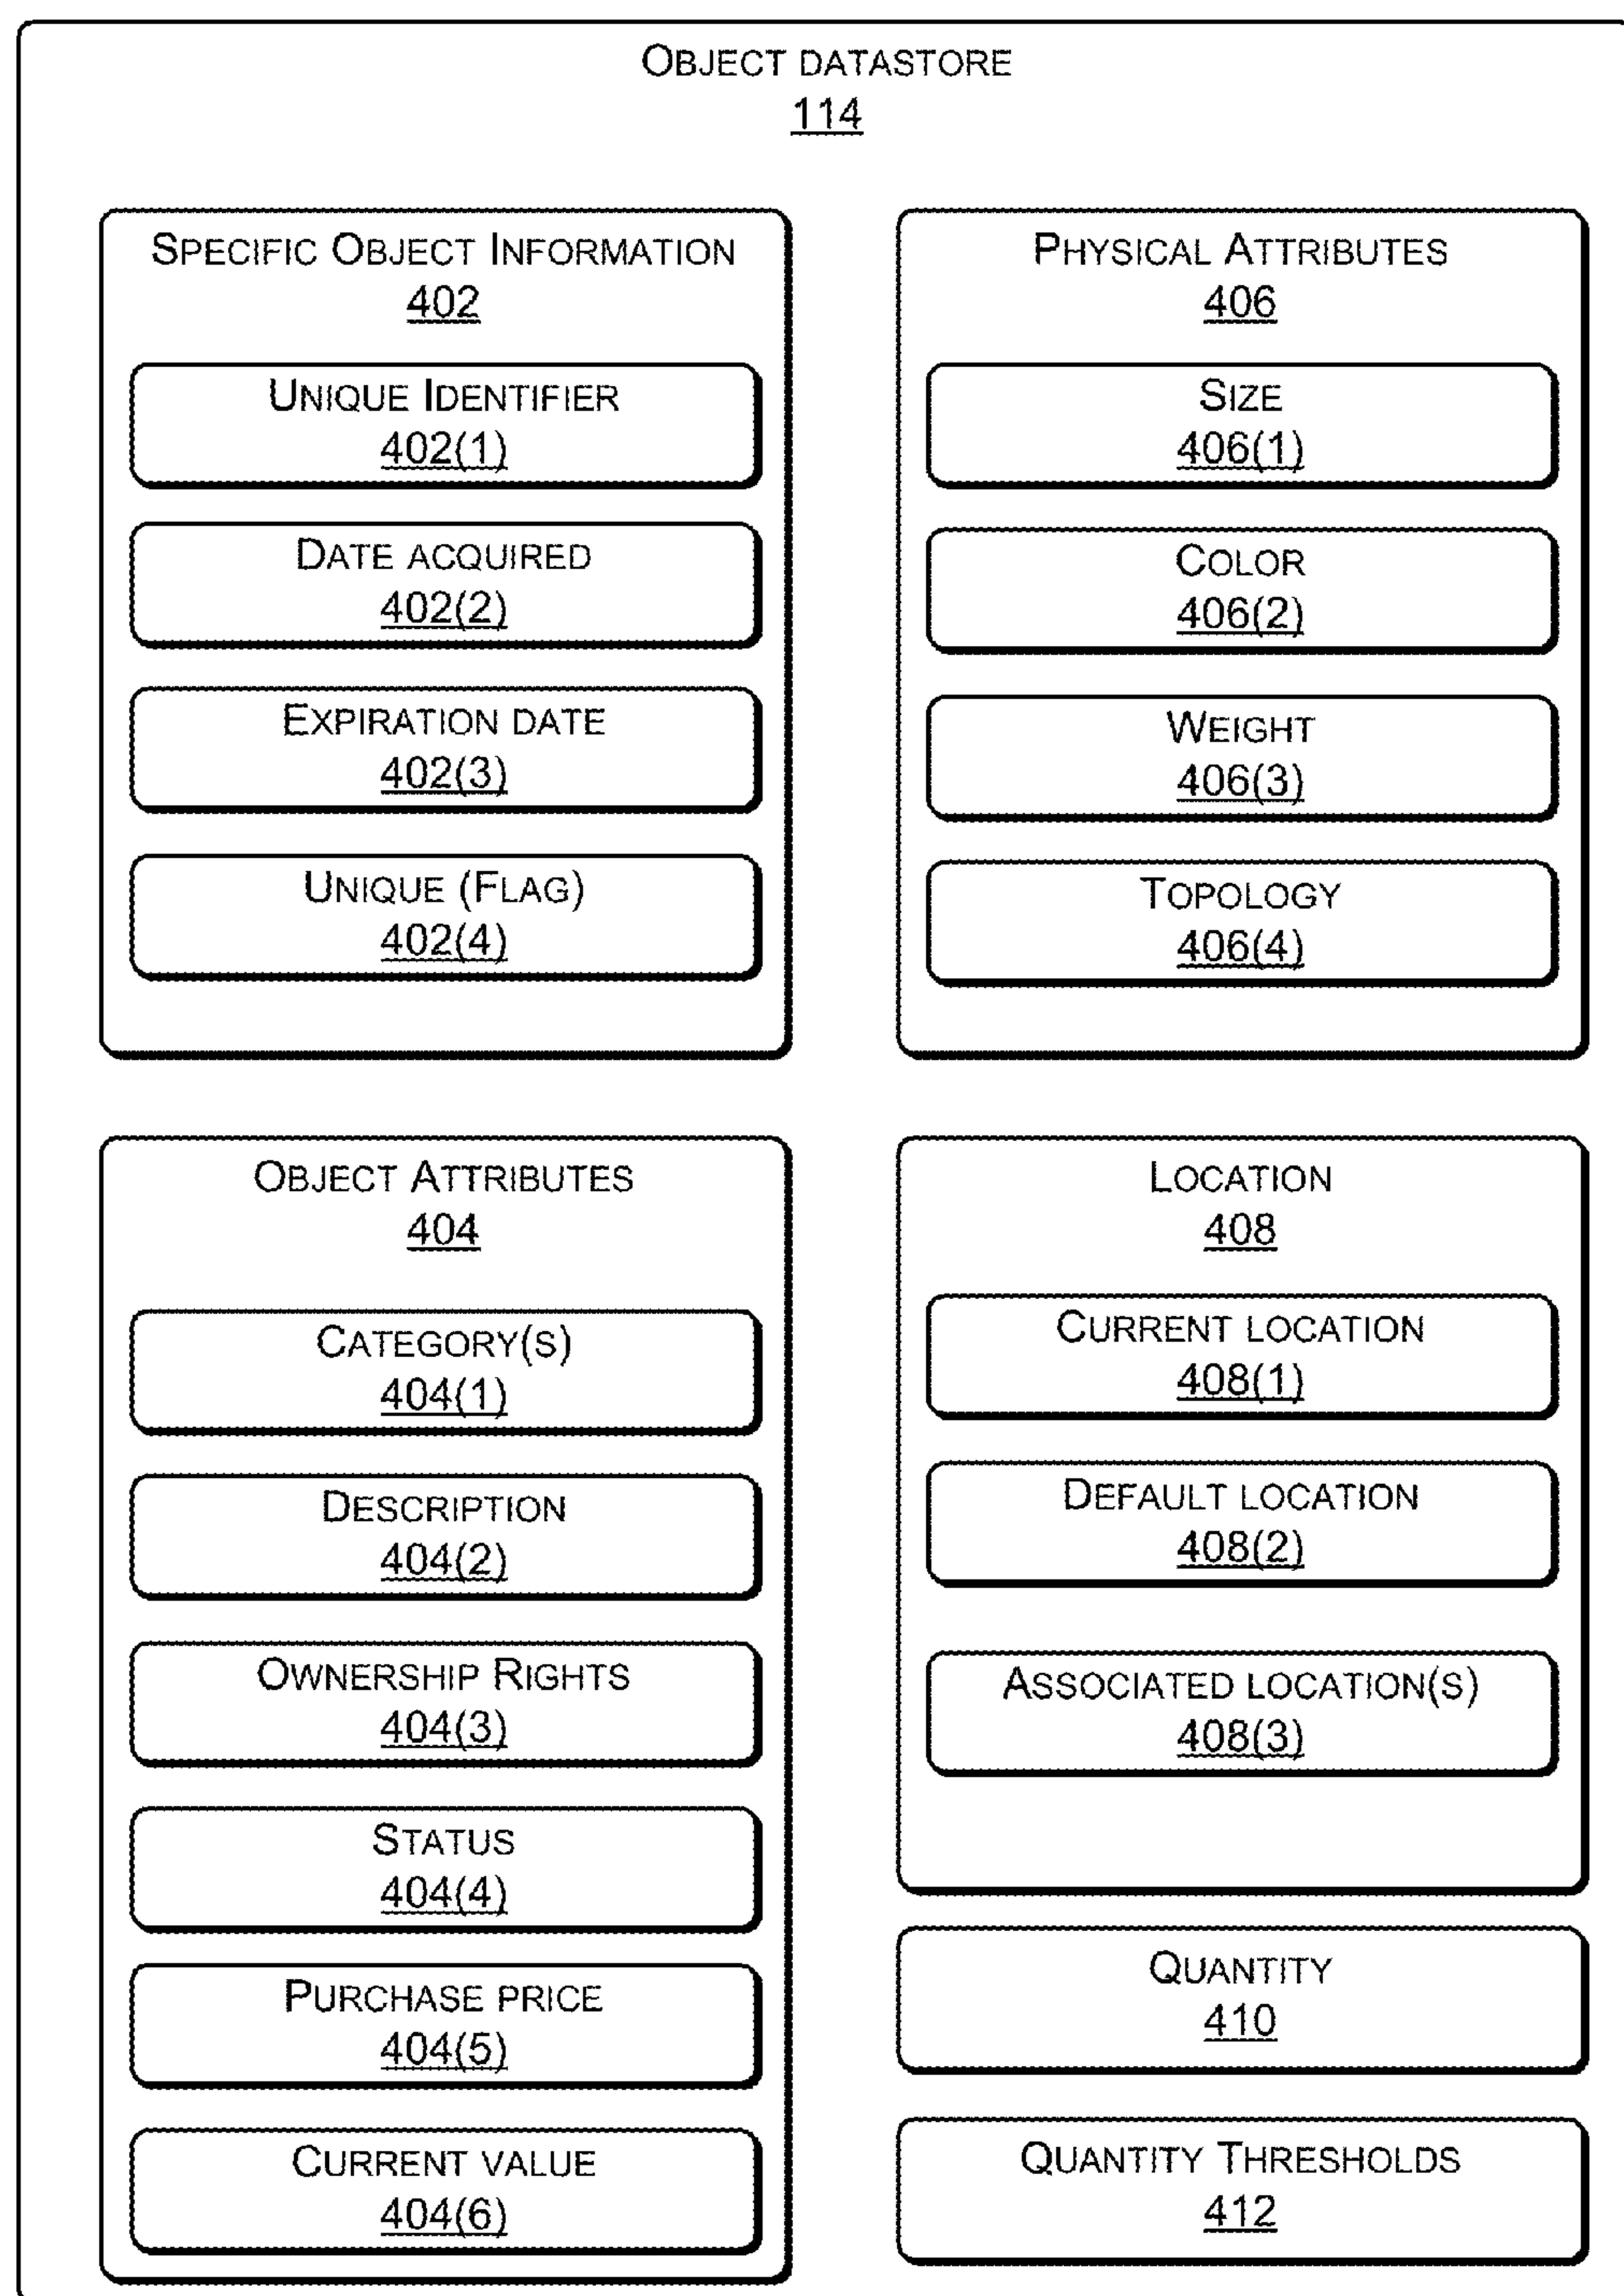 OBJECT DATASTORE
114
SPECIFIC OBJECT INFORMATION
402
UNIQUE IDENTIFIER
402(1)
DATE ACQUIRED
402(2)
EXPIRATION DATE
402(3)
UNIQUE (FLAG)
402(4)
PHYSICAL ATTRIBUTES
406
SIZE
406(1)
COLOR
406(2)
WEIGHT
406(3)
TOPOLOGY
406(4)
OBJECT ATTRIBUTES
404
CATEGORY(S)
404(1)
DESCRIPTION
404(2)
OWNERSHIP RIGHTS
404(3)
STATUS
404(4)
PURCHASE PRICE
404(5)
CURRENT VALUE
404(6)
LOCATION
408
CURRENT LOCATION
408(1)
DEFAULT LOCATION
408(2)
ASSOCIATED LOCATION(S)
408(3)
QUANTITY
410
QUANTITY THRESHOLDS
412